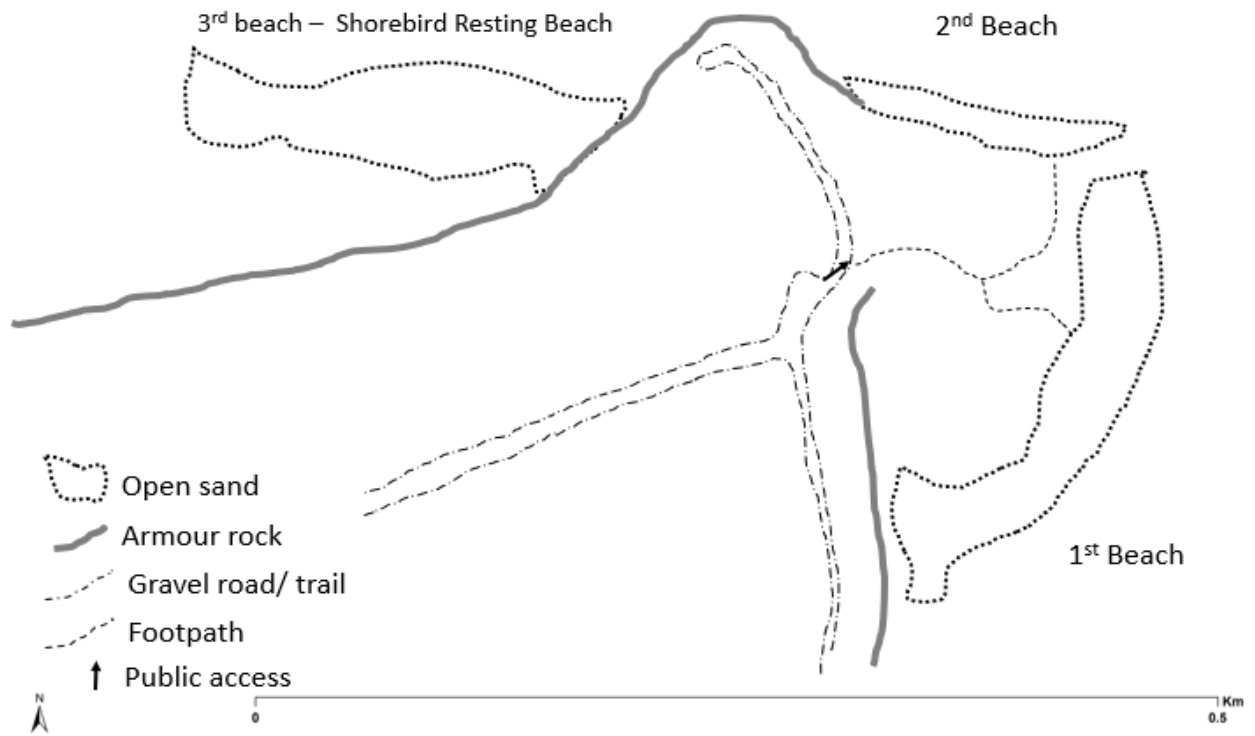 3rd beach – Shorebird Resting Beach
2nd Beach
1st Beach
Open sand
Armour rock
Gravel road/ trail
Footpath
Public access
N
0
0.5
Km